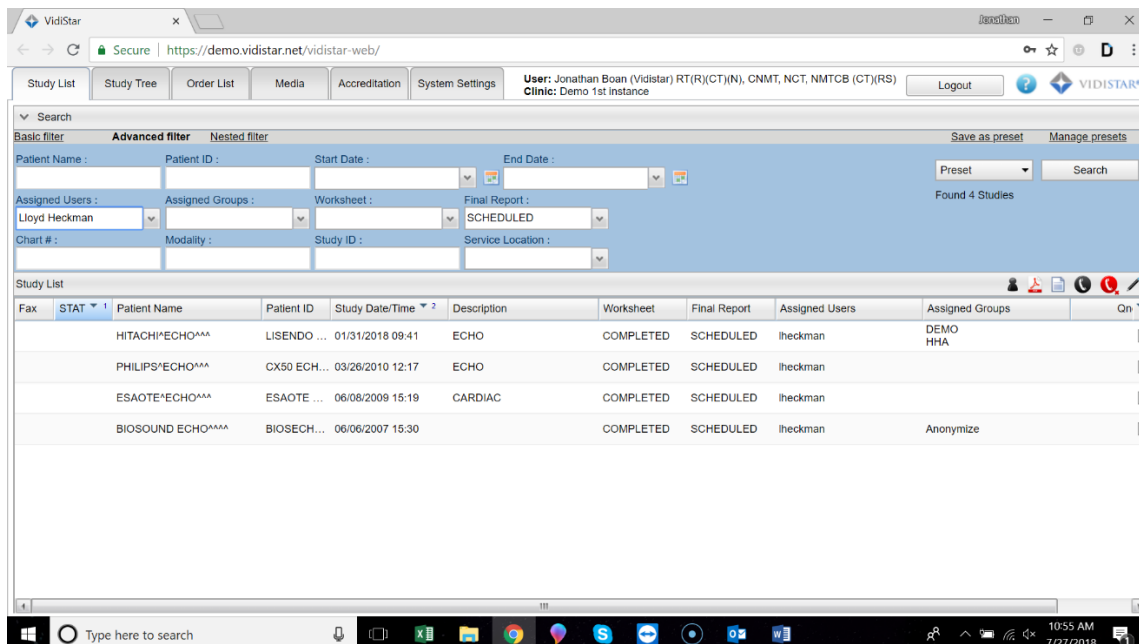 VidiStar
Jonathan
Secure | https://demo.vidistar.net/vidistar-web/
Study List Study Tree Order List Media Accreditation System Settings
User: Jonathan Boan (Vidistar) RT(R)(CT)(N), CNMT, NCT, NMTCB (CT)(RS)
Clinic: Demo 1st instance
Logout
VIDISTAR
Search
Basic filter Advanced filter Nested filter Save as preset Manage presets
Patient Name : Patient ID : Start Date : End Date :
Preset Search
Assigned Users : Assigned Groups : Worksheet : Final Report : Found 4 Studies
Lloyd Heckman SCHEDULED
Chart # : Modality : Study ID : Service Location :
Study List
Fax STAT 1 Patient Name Patient ID Study Date/Time 2 Description Worksheet Final Report Assigned Users Assigned Groups Qn
HITACHI^ECHO^^^ LISENDO ... 01/31/2018 09:41 ECHO COMPLETED SCHEDULED lheckman DEMO
HHA
PHILIPS^ECHO^^^ CX50 ECH... 03/26/2010 12:17 ECHO COMPLETED SCHEDULED lheckman
ESAOTE^ECHO^^^ ESAOTE ... 06/08/2009 15:19 CARDIAC COMPLETED SCHEDULED lheckman
BIOSOUND ECHO^^^^ BIOSECH... 06/06/2007 15:30 COMPLETED SCHEDULED lheckman Anonymize
Type here to search
10:55 AM
7/27/2018